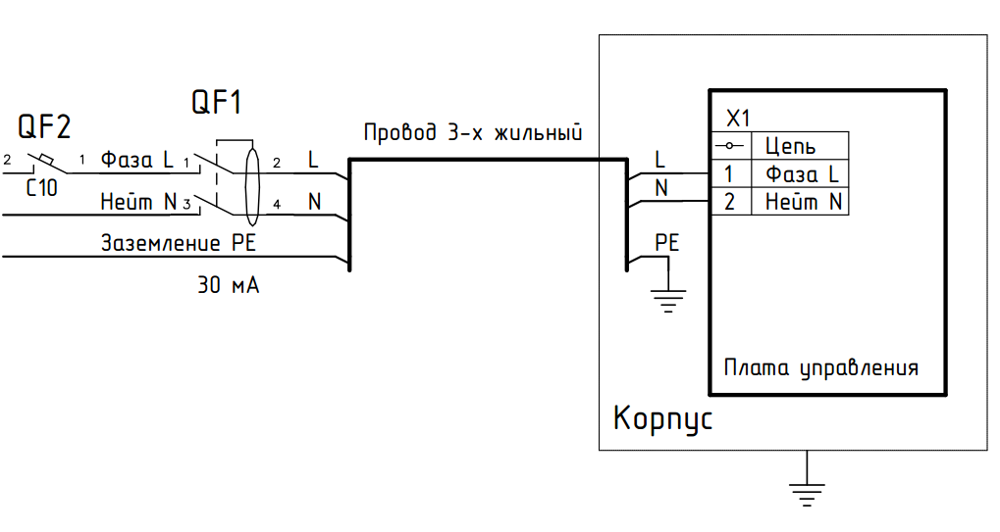 QF1
QF2
Провод 3-х жильный
X1
2 1 Фаза L 1 2 L
L
Цепь
C10
1 Фаза L
Нейт N 3 4 N
N
2 Нейт N
Заземление PE
PE
30 мА
Плата управления
Корпус